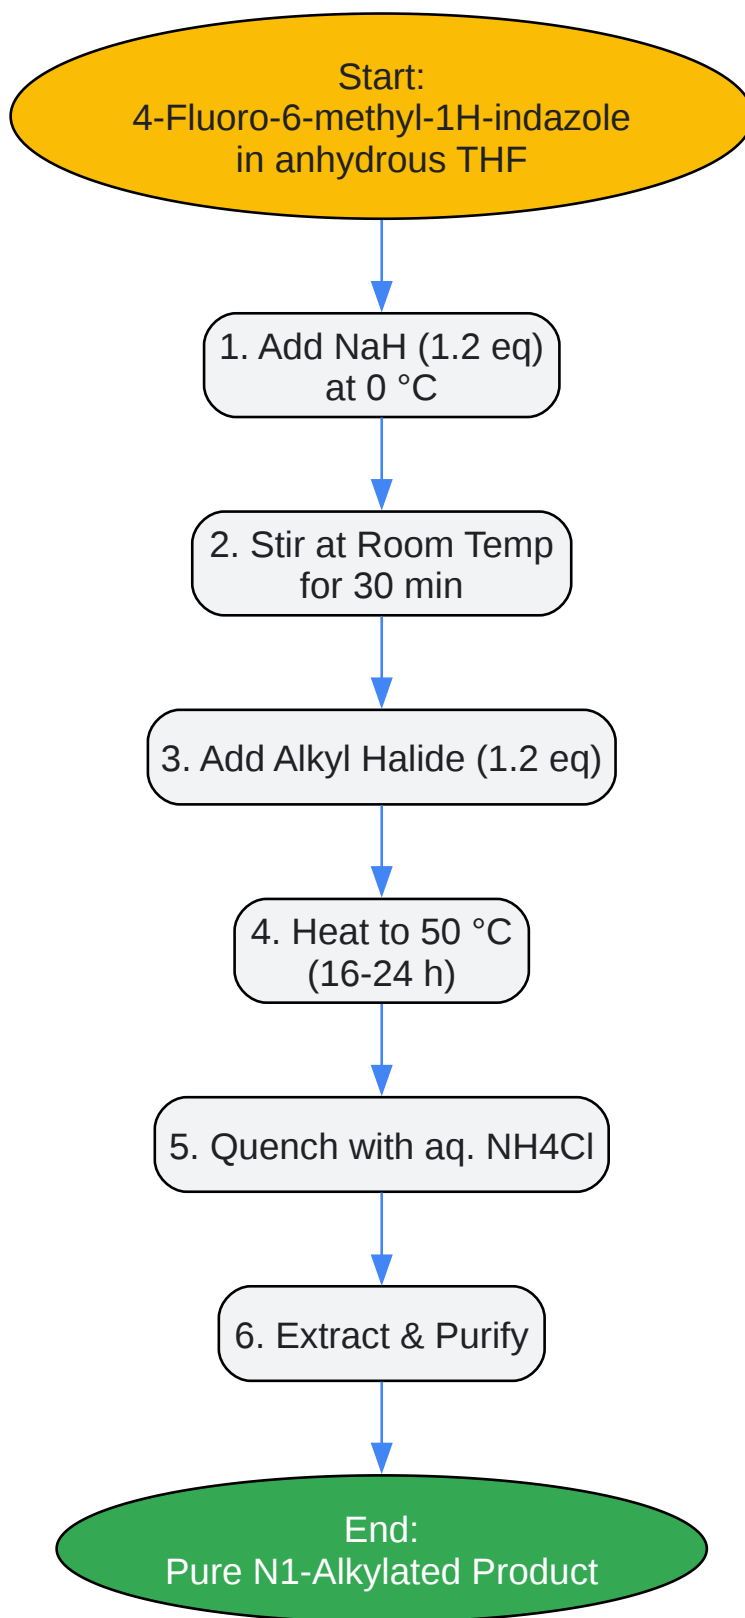 Start:
4-Fluoro-6-methyl-1H-indazole
in anhydrous THF
1. Add NaH (1.2 eq)
at 0 °C
2. Stir at Room Temp
for 30 min
3. Add Alkyl Halide (1.2 eq)
4. Heat to 50 °C
(16-24 h)
5. Quench with aq. NH4Cl
6. Extract & Purify
End:
Pure N1-Alkylated Product